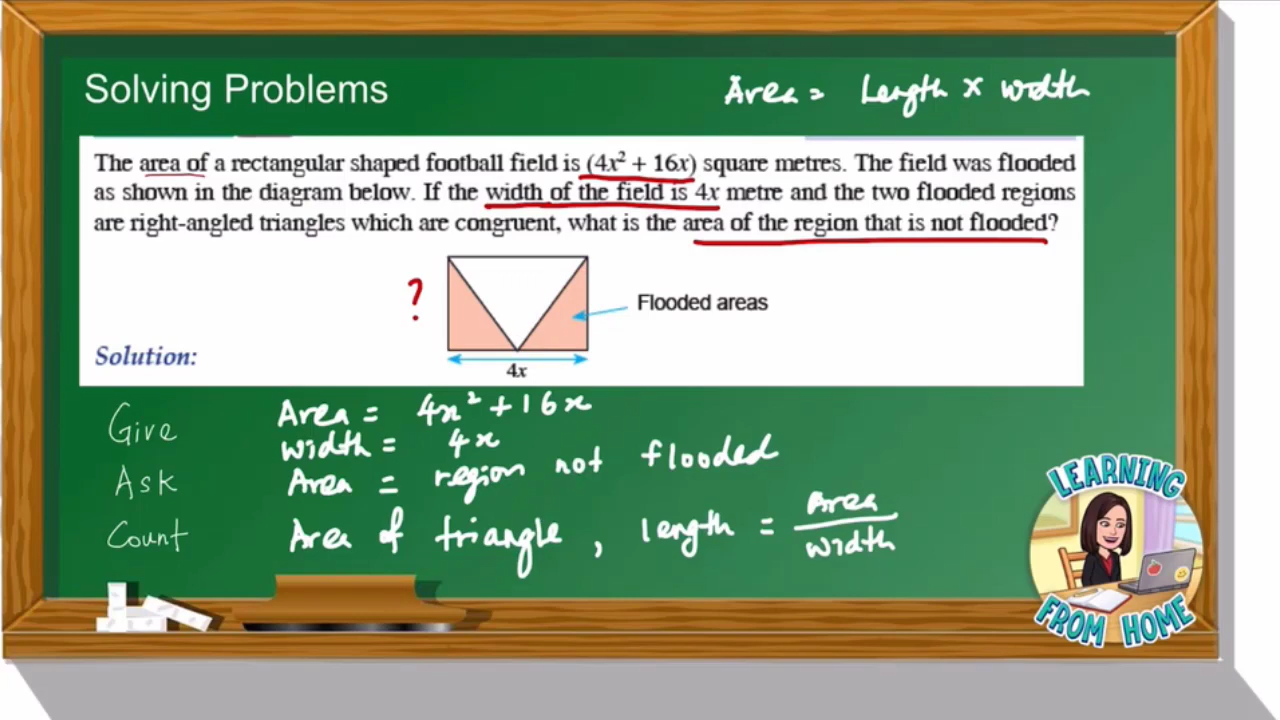 Solving Problems
Area = Length × width
The area of a rectangular shaped football field is (4x² + 16x) square metres. The field was flooded
as shown in the diagram below. If the width of the field is 4x metre and the two flooded regions
are right-angled triangles which are congruent, what is the area of the region that is not flooded?
?
Flooded areas
Solution:
4x
Give Area = 4x² + 16x
width = 4x
Ask Area = region not flooded
Count Area of triangle, length = Area / width
LEARNING
FROM HOME